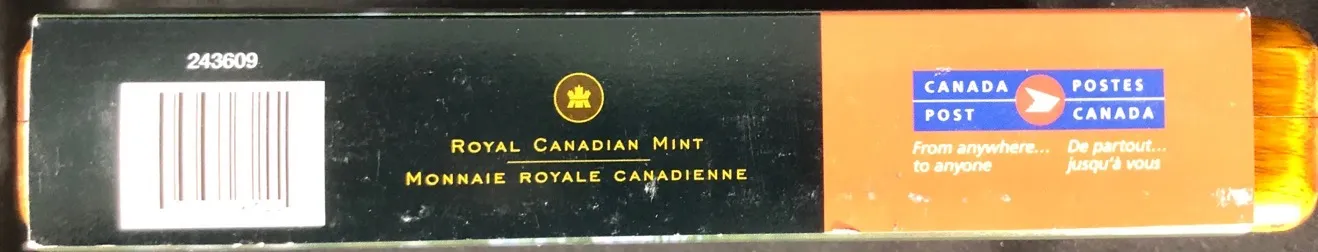 243609
ROYAL CANADIAN MINT
MONNAIE ROYALE CANADIENNE
CANADA POSTES
POST CANADA
From anywhere... De partout...
to anyone jusqu'à vous